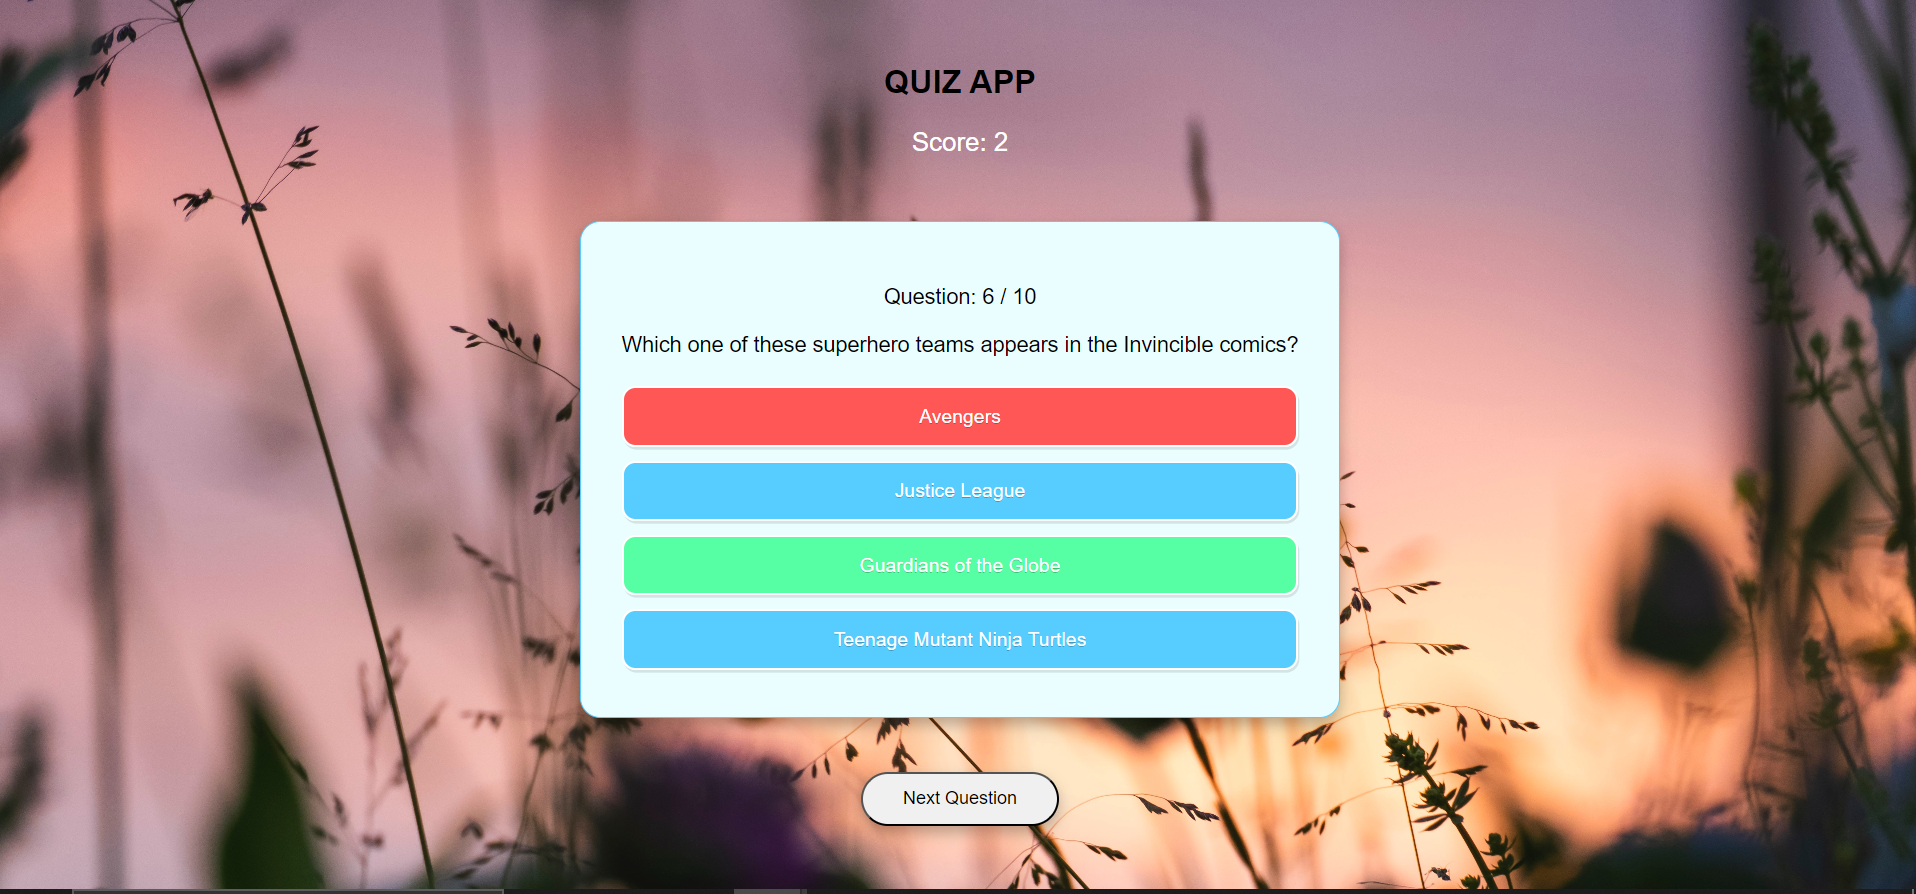 QUIZ APP
Score: 2
Question: 6 / 10
Which one of these superhero teams appears in the Invincible comics?
Avengers
Justice League
Guardians of the Globe
Teenage Mutant Ninja Turtles
Next Question